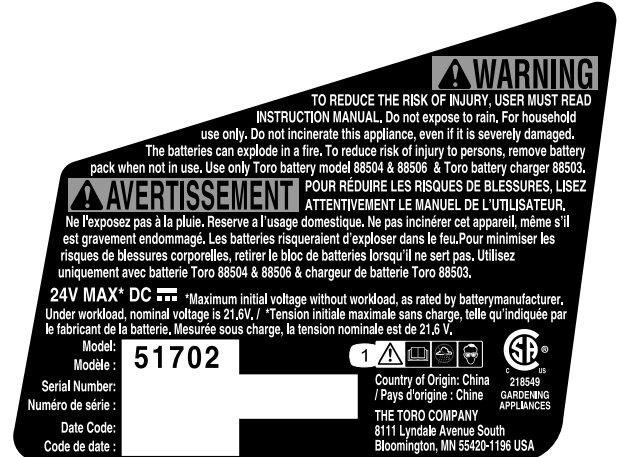 WARNING
TO REDUCE THE RISK OF INJURY, USER MUST READ
INSTRUCTION MANUAL. Do not expose to rain. For household
use only. Do not incinerate this appliance, even if it is severely damaged.
The batteries can explode in a fire. To reduce risk of injury to persons, remove battery
pack when not in use. Use only Toro battery model 88504 & 88506 & Toro battery charger 88503.
AVERTISSEMENT POUR RÉDUIRE LES RISQUES DE BLESSURES, LISEZ
ATTENTIVEMENT LE MANUEL DE L'UTILISATEUR.
Ne l'exposez pas à la pluie. Reserve a l'usage domestique. Ne pas incinérer cet appareil, même s'il
est gravement endommagé. Les batteries risqueraient d'exploser dans le feu.Pour minimiser les
risques de blessures corporelles, retirer le bloc de batteries lorsqu'il ne sert pas. Utilisez
uniquement avec batterie Toro 88504 & 88506 & chargeur de batterie Toro 88503.
24V MAX* DC *Maximum initial voltage without workload, as rated by batterymanufacturer.
Under workload, nominal voltage is 21,6V. / *Tension initiale maximale sans charge, telle qu'indiquée par
le fabricant de la batterie. Mesurée sous charge, la tension nominale est de 21,6 V.
Model:
Modèle :
51702
Serial Number:
Numéro de série :
Date Code:
Code de date :
1
Country of Origin: China
/ Pays d'origine : Chine
THE TORO COMPANY
8111 Lyndale Avenue South
Bloomington, MN 55420-1196 USA
SA ®
C US
218549
GARDENING
APPLIANCES